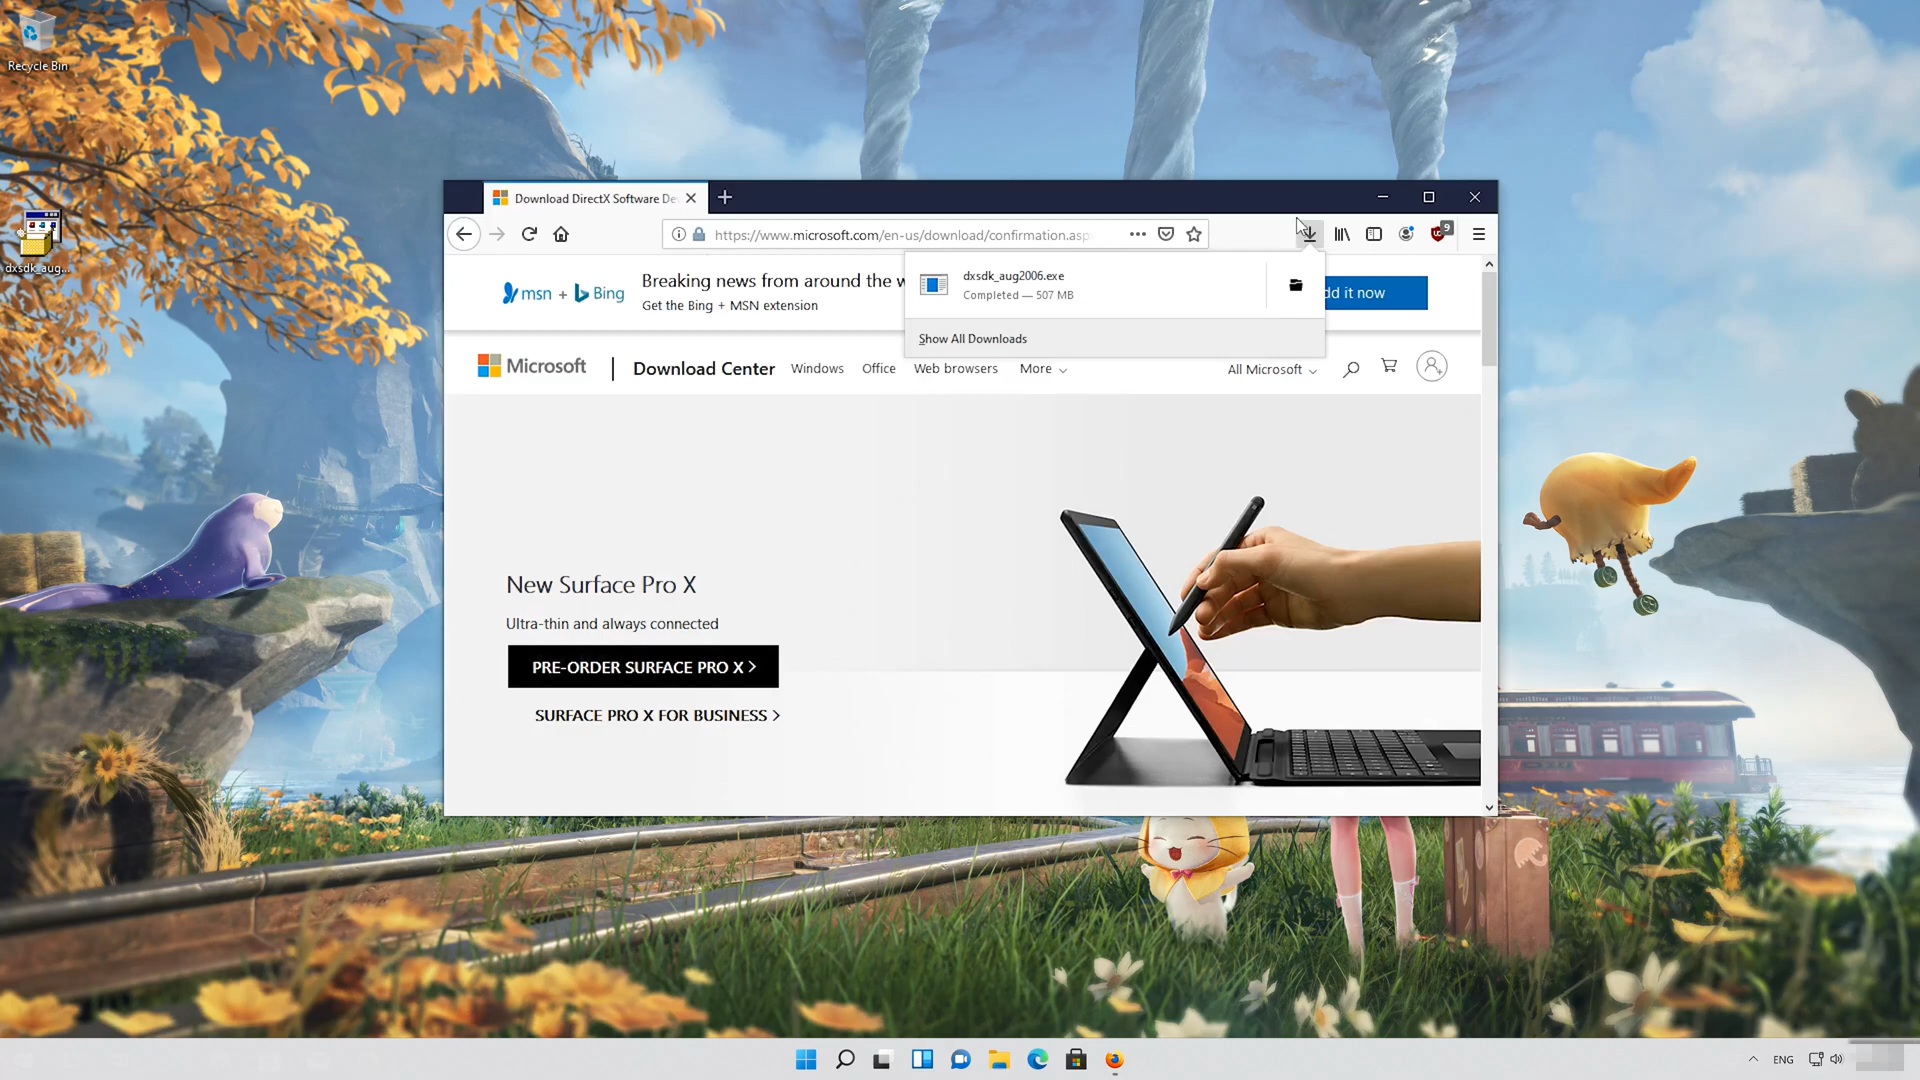 Recycle Bin
dxsdk_aug...
Download DirectX Software De
https://www.microsoft.com/en-us/download/confirmation.asp
9
msn + Bing
Breaking news from around the w
Get the Bing + MSN extension
dd it now
dxsdk_aug2006.exe
Completed — 507 MB
Show All Downloads
Microsoft
Download Center
Windows
Office
Web browsers
More
All Microsoft
New Surface Pro X
Ultra-thin and always connected
PRE-ORDER SURFACE PRO X >
SURFACE PRO X FOR BUSINESS >
ENG